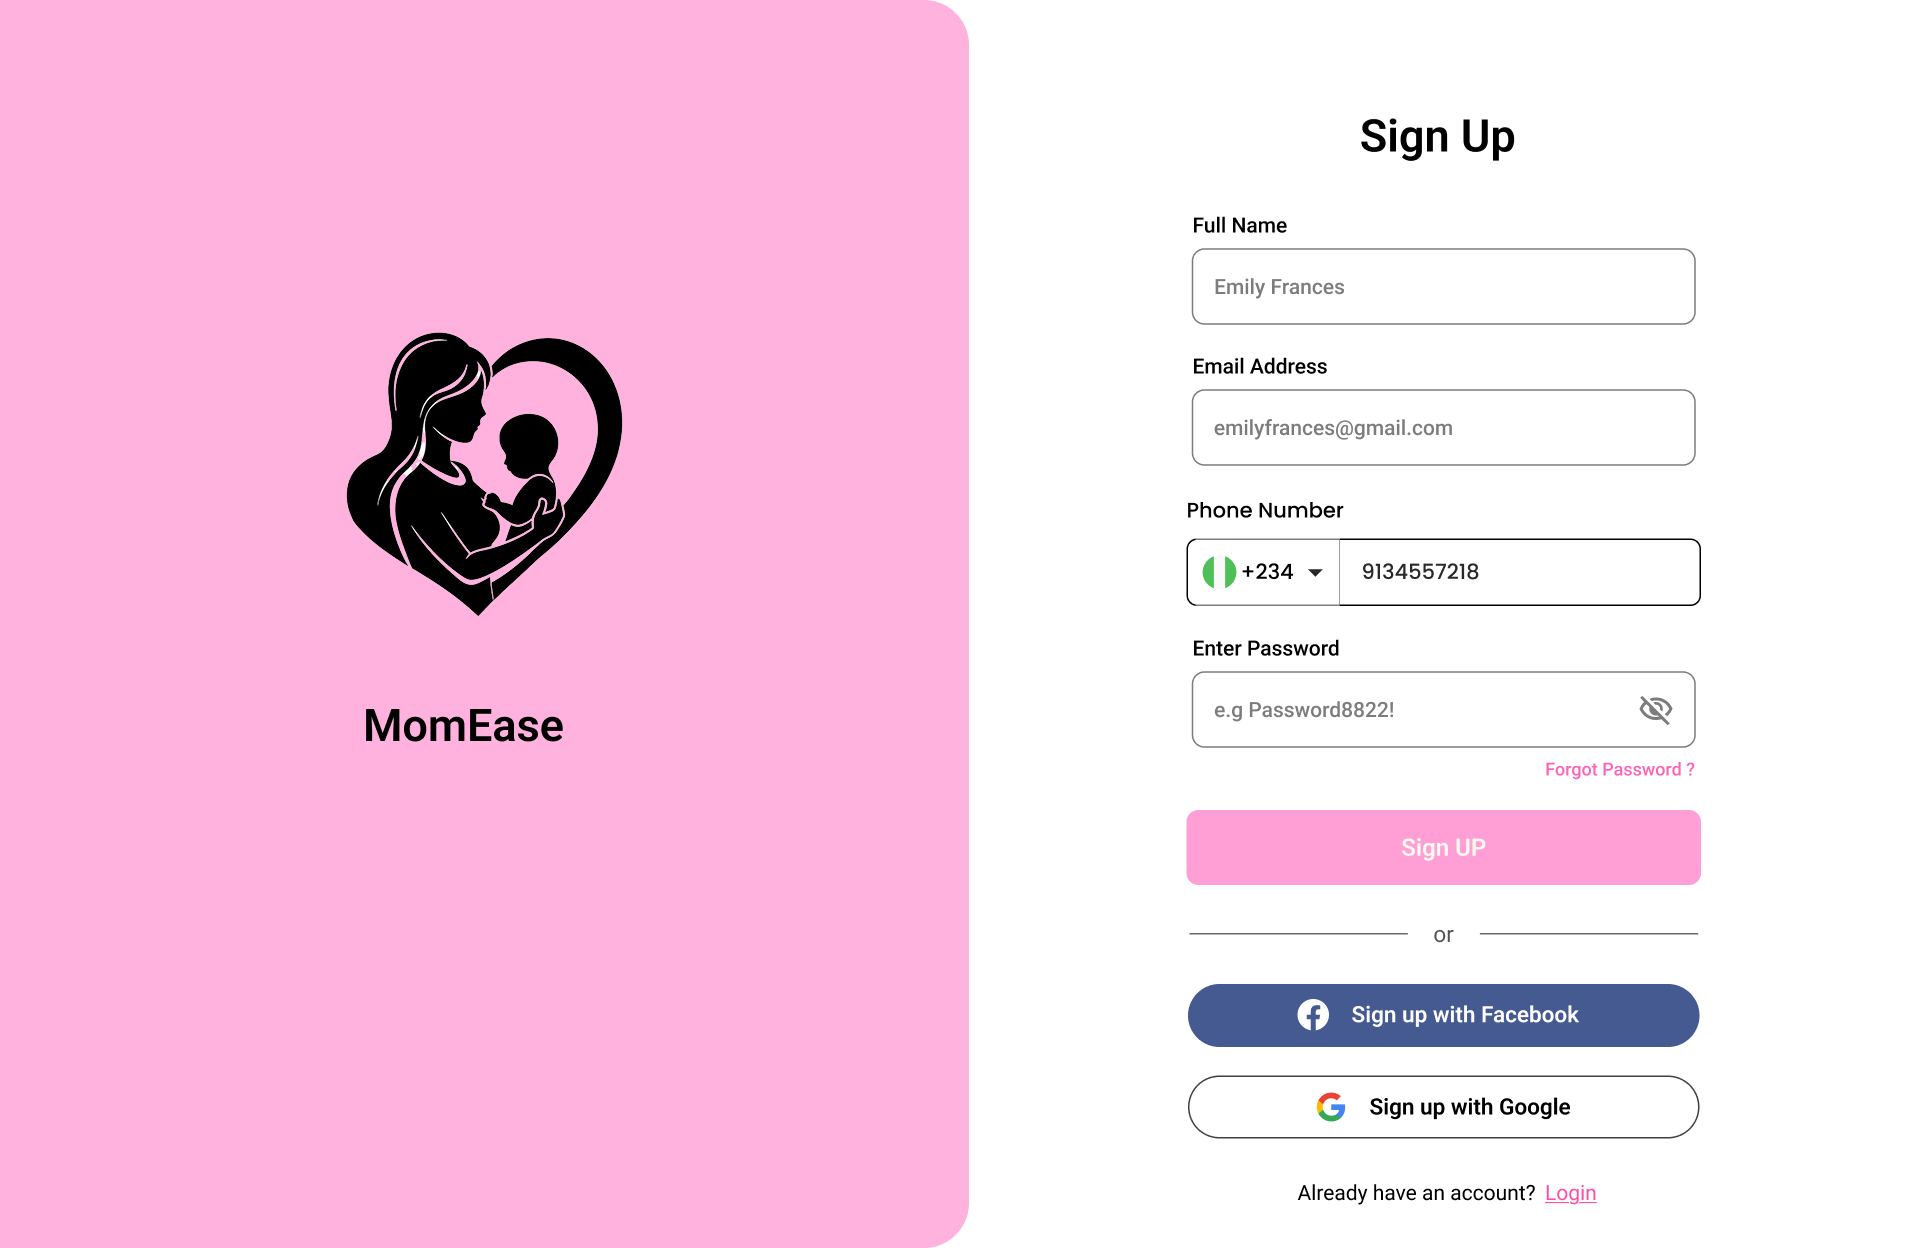 MomEase
Sign Up
Full Name
Emily Frances
Email Address
emilyfrances@gmail.com
Phone Number
+234 9134557218
Enter Password
e.g Password8822!
Forgot Password ?
Sign UP
or
Sign up with Facebook
Sign up with Google
Already have an account? Login